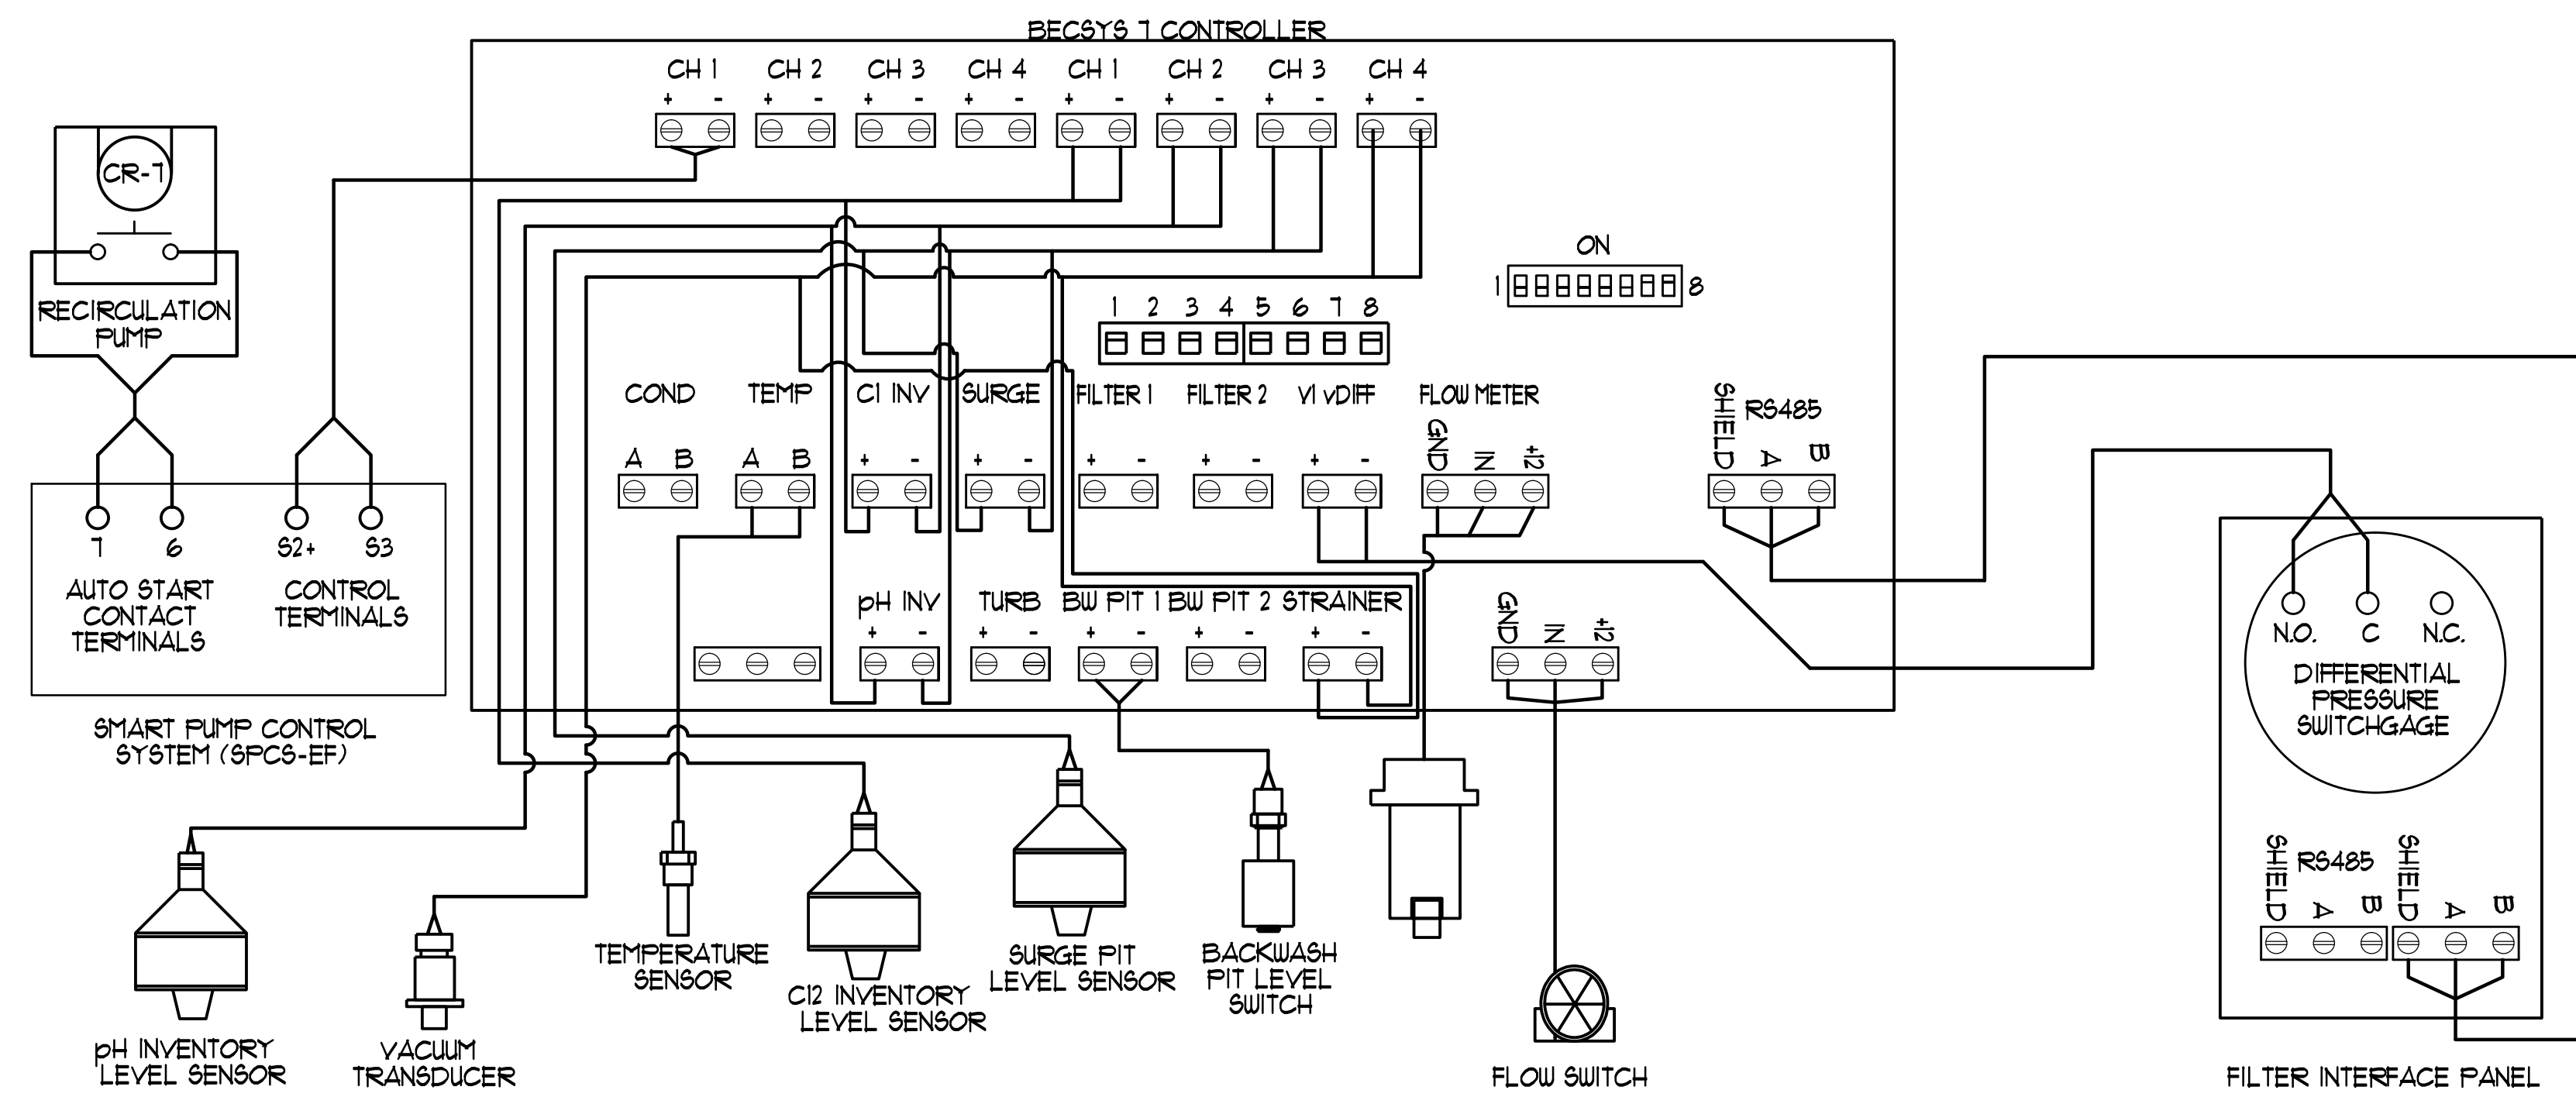 BECSYS 7 CONTROLLER
CH 1 CH 2 CH 3 CH 4 CH 1 CH 2 CH 3 CH 4
+ - + - + - + - + - + - + - + -
CR-7
RECIRCULATION
PUMP
ON
1 8
1 2 3 4 5 6 7 8
COND TEMP C1 INV SURGE FILTER 1 FILTER 2 V1 vDIFF FLOW METER
A B A B + - + - + - + - + - GND IN +12
SHIELD RS485 A B
7 6 S2+ S3
AUTO START
CONTACT
TERMINALS
CONTROL
TERMINALS
SMART PUMP CONTROL
SYSTEM (SPCS-EF)
pH INV TURB BW PIT 1 BW PIT 2 STRAINER
+ - + - + - + - + - GND IN +12
N.O. C N.C.
DIFFERENTIAL
PRESSURE
SWITCHGAGE
SHIELD RS485 A B SHIELD A B
pH INVENTORY
LEVEL SENSOR
VACUUM
TRANSDUCER
TEMPERATURE
SENSOR
C12 INVENTORY
LEVEL SENSOR
SURGE PIT
LEVEL SENSOR
BACKWASH
PIT LEVEL
SWITCH
FLOW SWITCH
FILTER INTERFACE PANEL